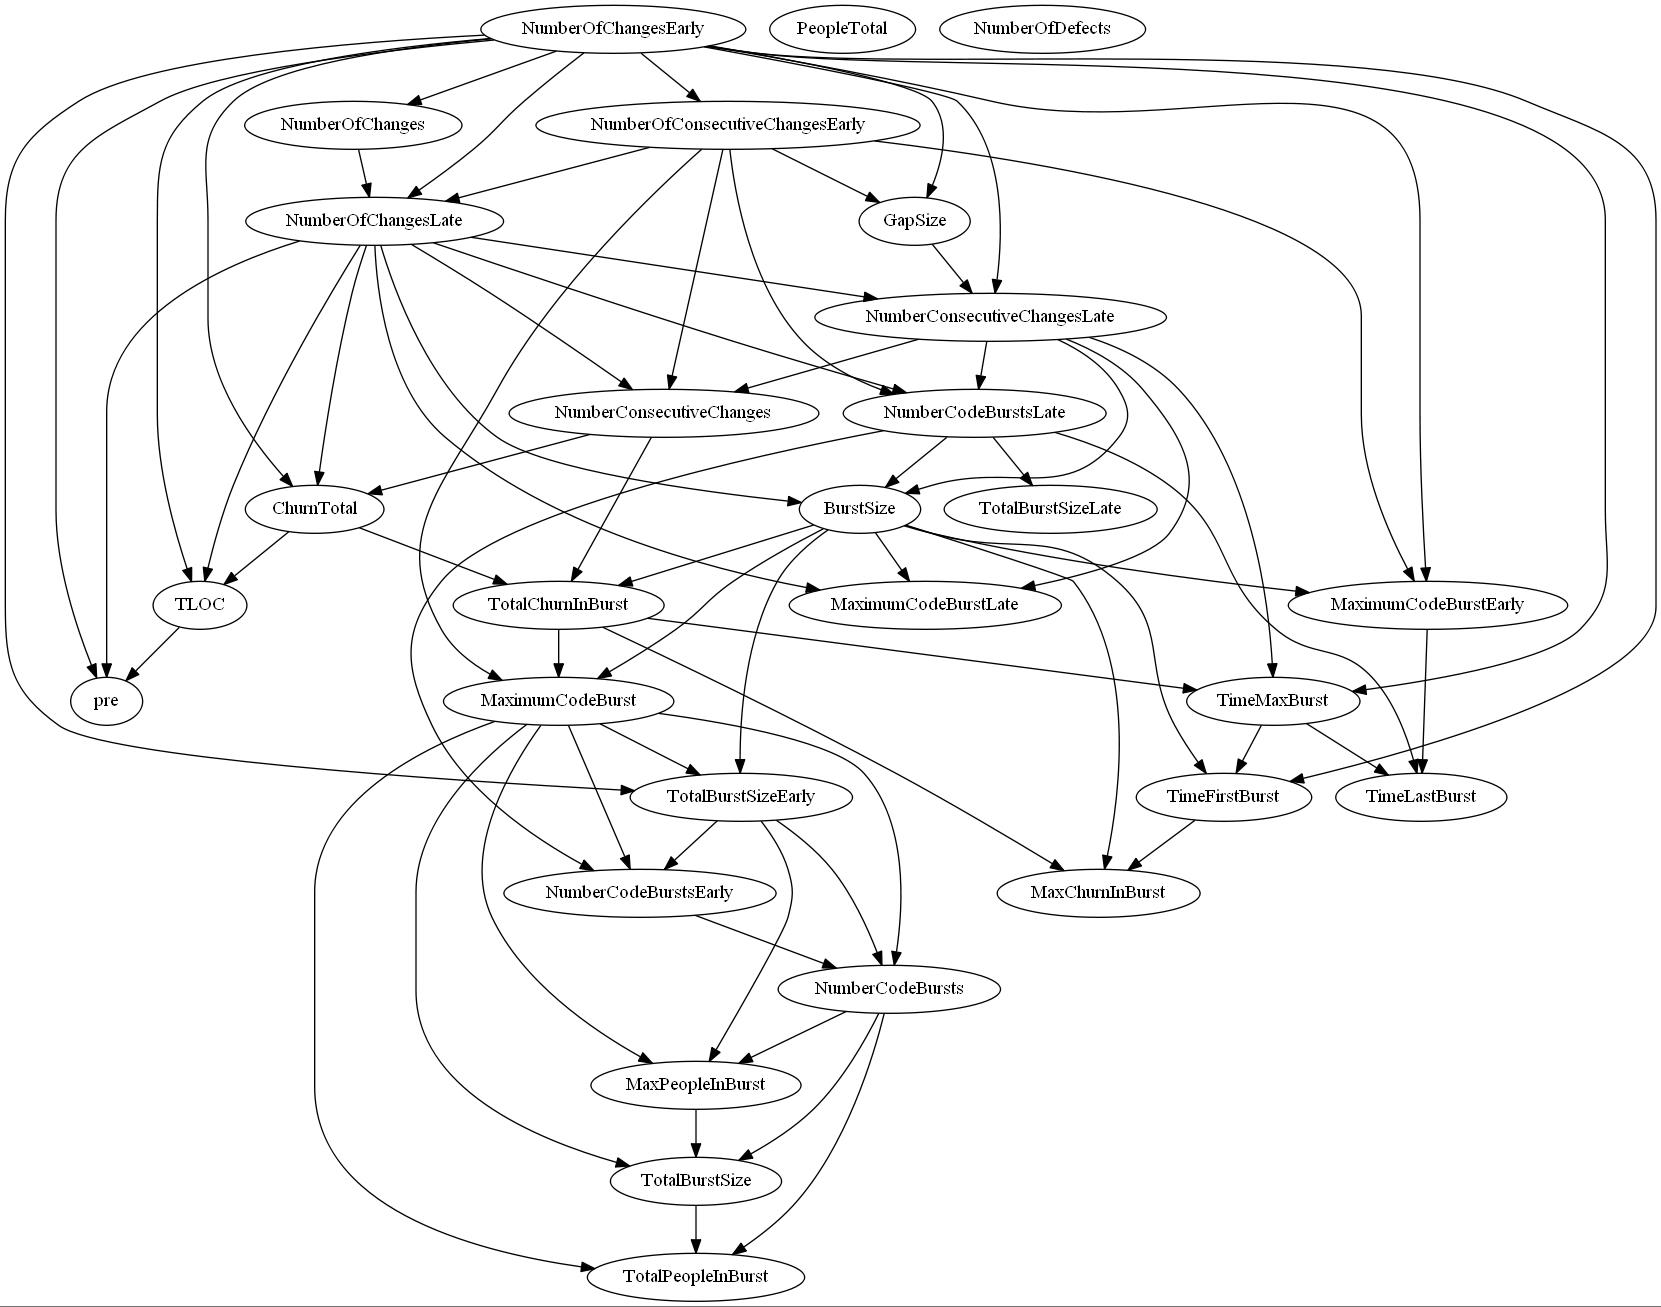 NumberOfChangesEarly
PeopleTotal
NumberOfDefects
NumberOfChanges
NumberOfConsecutiveChangesEarly
NumberOfChangesLate
GapSize
NumberConsecutiveChangesLate
NumberConsecutiveChanges
NumberCodeBurstsLate
ChurnTotal
BurstSize
TotalBurstSizeLate
TLOC
TotalChurnInBurst
MaximumCodeBurstLate
MaximumCodeBurstEarly
pre
MaximumCodeBurst
TimeMaxBurst
TotalBurstSizeEarly
TimeFirstBurst
TimeLastBurst
NumberCodeBurstsEarly
MaxChurnInBurst
NumberCodeBursts
MaxPeopleInBurst
TotalBurstSize
TotalPeopleInBurst